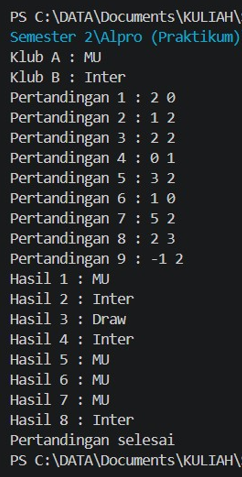 PS C:\DATA\Documents\KULIAH\
Semester 2\Alpro (Praktikum)
Klub A : MU
Klub B : Inter
Pertandingan 1 : 2 0
Pertandingan 2 : 1 2
Pertandingan 3 : 2 2
Pertandingan 4 : 0 1
Pertandingan 5 : 3 2
Pertandingan 6 : 1 0
Pertandingan 7 : 5 2
Pertandingan 8 : 2 3
Pertandingan 9 : -1 2
Hasil 1 : MU
Hasil 2 : Inter
Hasil 3 : Draw
Hasil 4 : Inter
Hasil 5 : MU
Hasil 6 : MU
Hasil 7 : MU
Hasil 8 : Inter
Pertandingan selesai
PS C:\DATA\Documents\KULIAH\